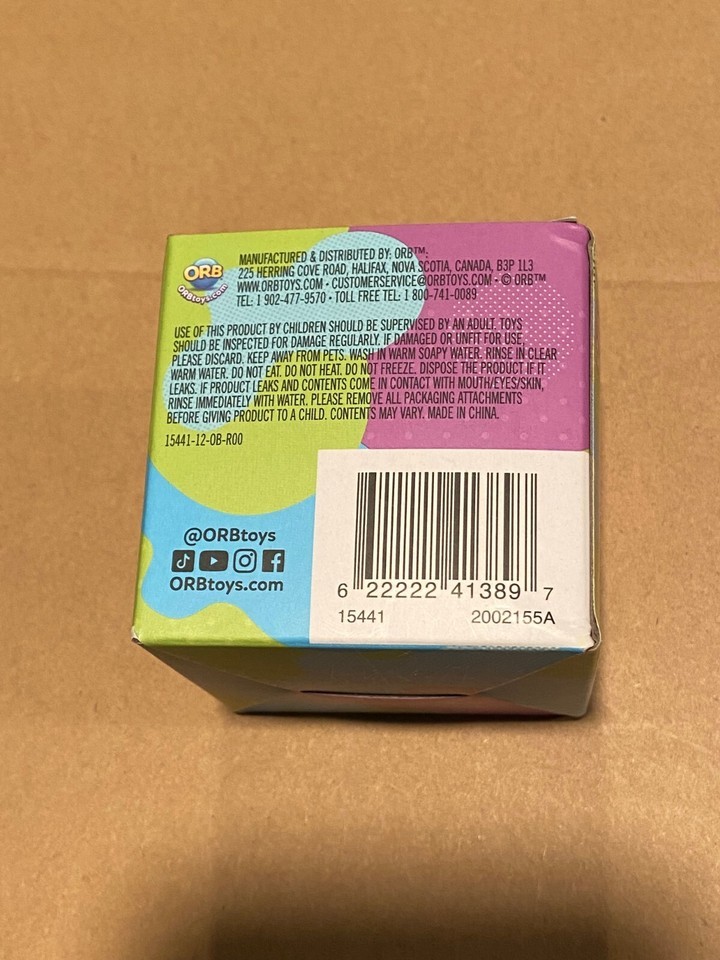 ORB
ORBtoys.com
MANUFACTURED & DISTRIBUTED BY: ORB™:
225 HERRING COVE ROAD, HALIFAX, NOVA SCOTIA, CANADA, B3P 1L3
WWW.ORBTOYS.COM • CUSTOMERSERVICE@ORBTOYS.COM • © ORB™
TEL: 1 902-477-9570 • TOLL FREE TEL: 1 800-741-0089
USE OF THIS PRODUCT BY CHILDREN SHOULD BE SUPERVISED BY AN ADULT. TOYS
SHOULD BE INSPECTED FOR DAMAGE REGULARLY. IF DAMAGED OR UNFIT FOR USE,
PLEASE DISCARD. KEEP AWAY FROM PETS. WASH IN WARM SOAPY WATER. RINSE IN CLEAR
WARM WATER. DO NOT EAT. DO NOT HEAT. DO NOT FREEZE. DISPOSE THE PRODUCT IF IT
LEAKS. IF PRODUCT LEAKS AND CONTENTS COME IN CONTACT WITH MOUTH/EYES/SKIN,
RINSE IMMEDIATELY WITH WATER. PLEASE REMOVE ALL PACKAGING ATTACHMENTS
BEFORE GIVING PRODUCT TO A CHILD. CONTENTS MAY VARY. MADE IN CHINA.
15441-12-OB-R00
@ORBtoys
ORBtoys.com
6 22222 41389 7
15441 2002155A